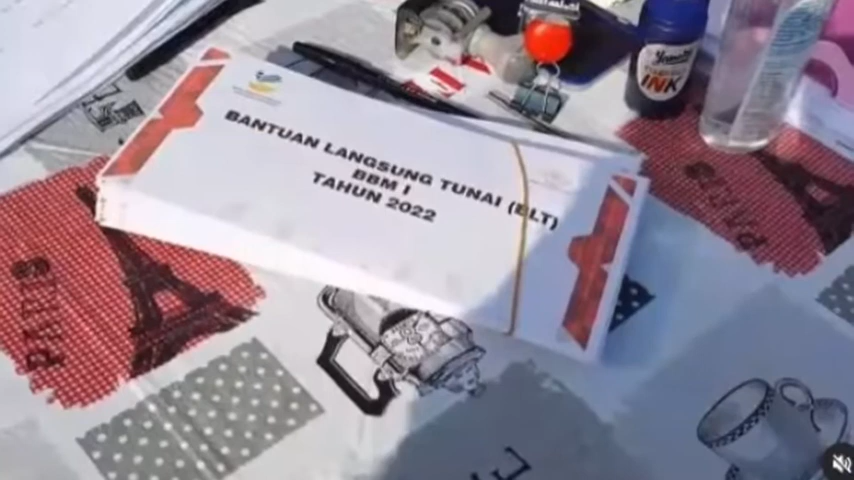 BANTUAN LANGSUNG TUNAI (BLT)
BBM I
TAHUN 2022
INK
PARIS
PARIS